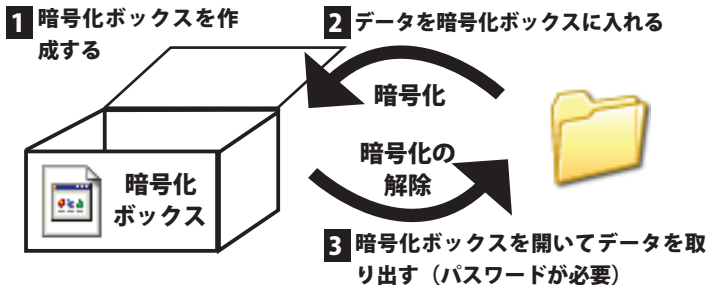 1 暗号化ボックスを作
成する
2 データを暗号化ボックスに入れる
暗号化
暗号化の
解除
暗号化
ボックス
3 暗号化ボックスを開いてデータを取
り出す（パスワードが必要）